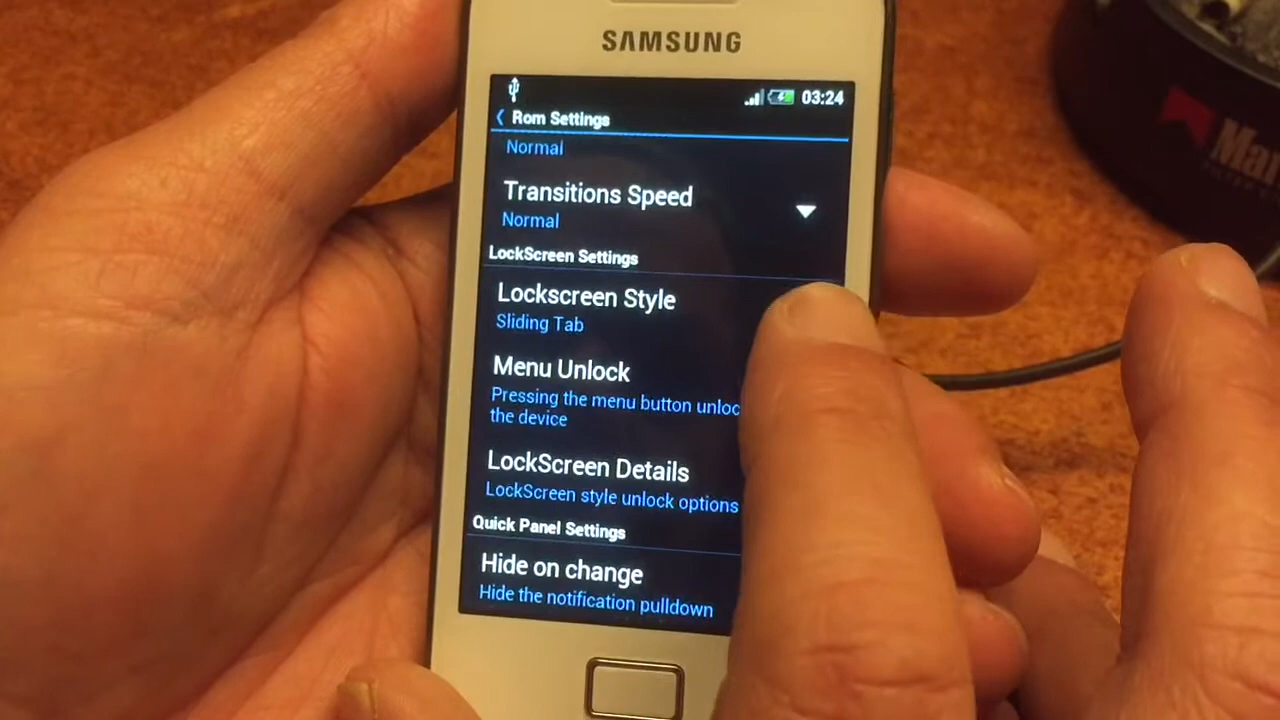 SAMSUNG
03:24
Rom Settings
Normal
Transitions Speed
Normal
LockScreen Settings
Lockscreen Style
Sliding Tab
Menu Unlock
Pressing the menu button unloc
the device
LockScreen Details
LockScreen style unlock options
Quick Panel Settings
Hide on change
Hide the notification pulldown